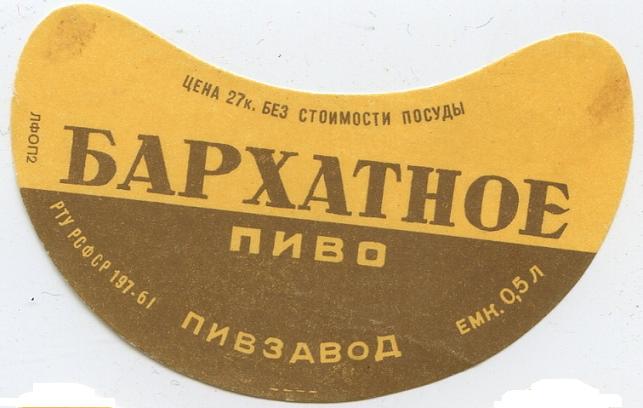 ЦЕНА 27к. БЕЗ СТОИМОСТИ ПОСУДЫ
ЛФОП2
БАРХАТНОЕ
ПИВО
РТУ РСФСР 197-61
ЕМК. 0,5 Л
ПИВЗАВОД